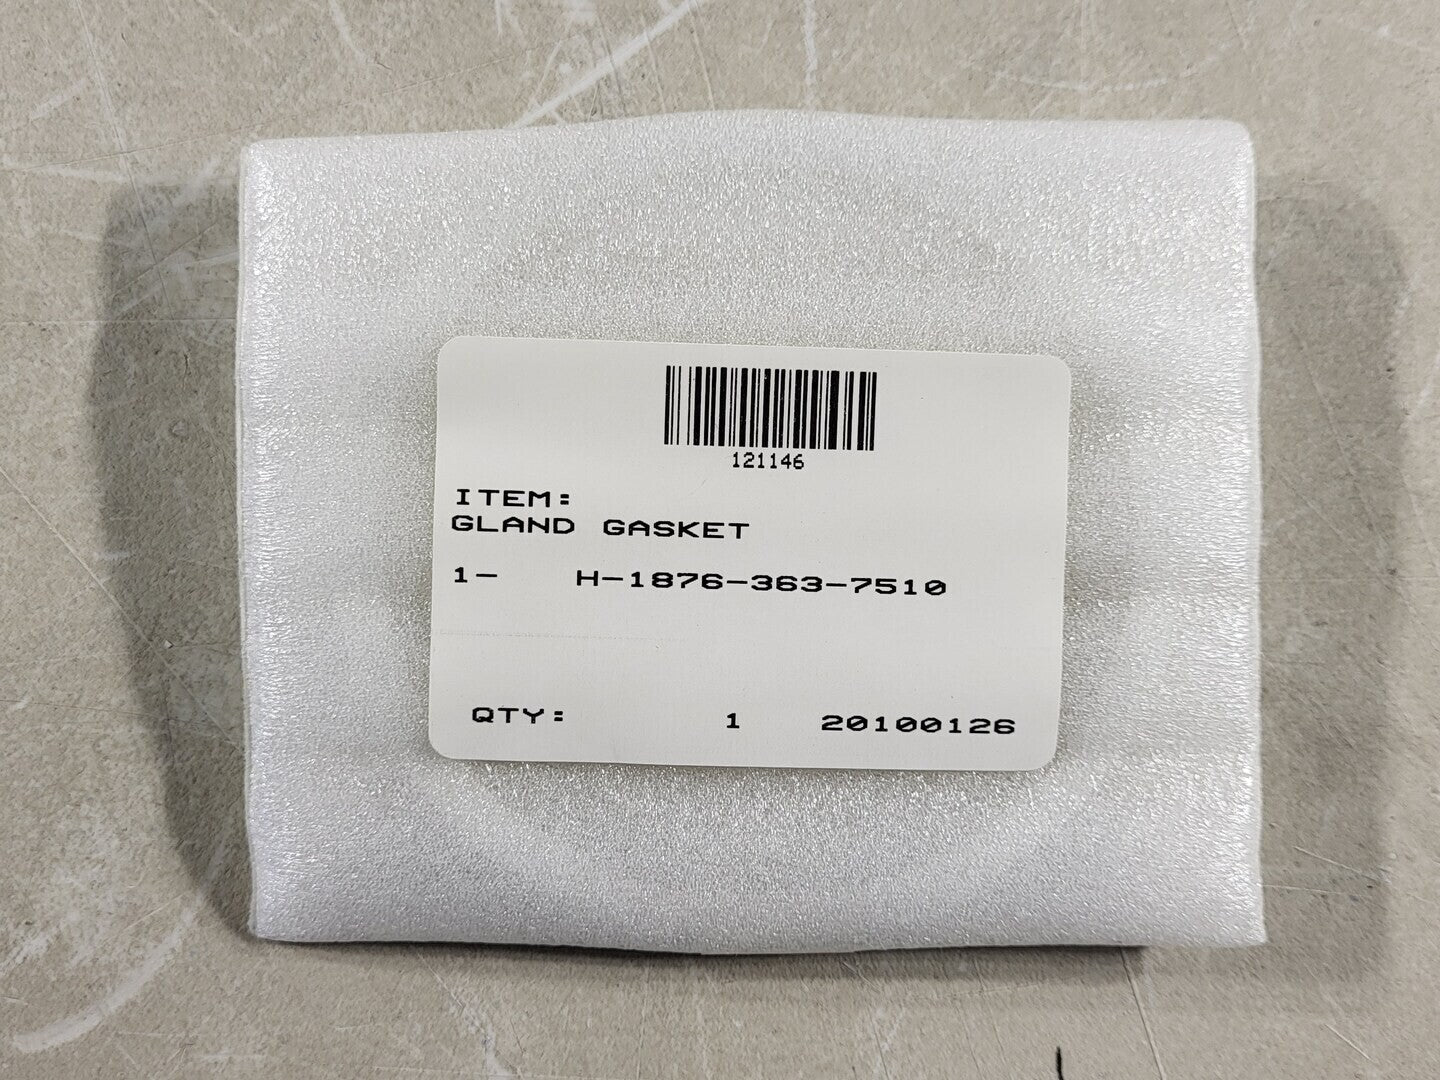 121146
ITEM:
GLAND GASKET
1- H-1876-363-7510
QTY: 1 20100126